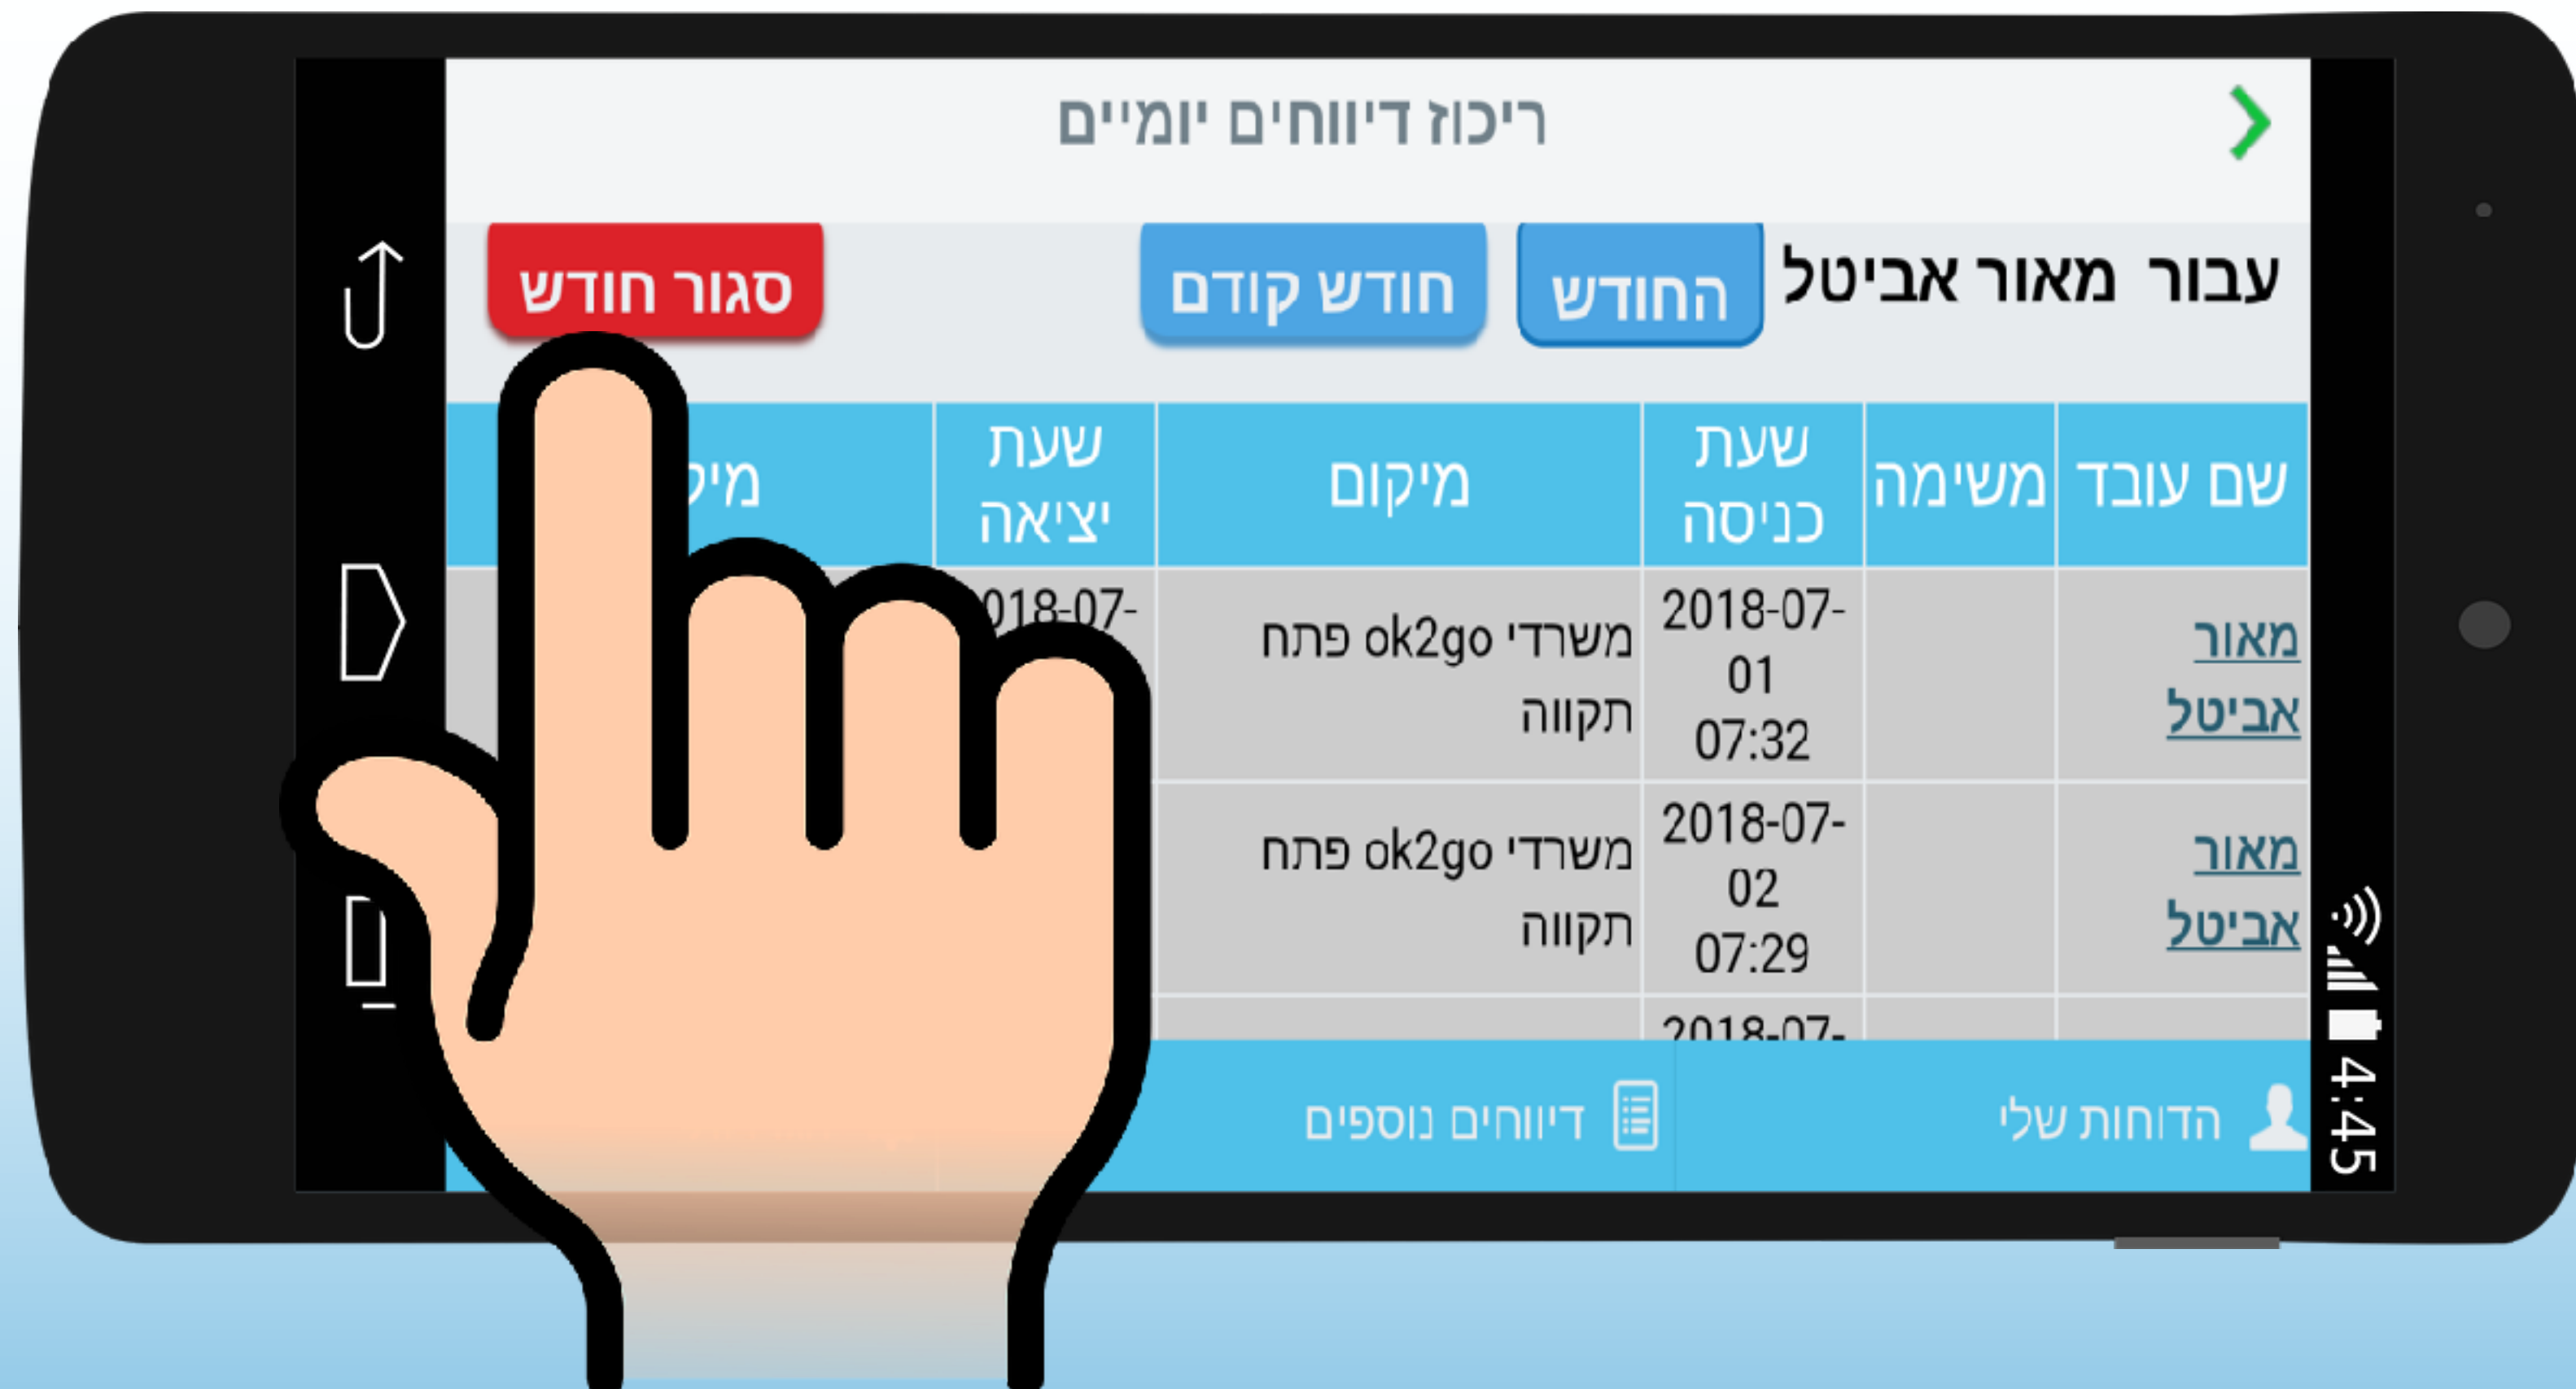 ריכוז דיווחים יומיים
עבור מאור אביטל
החודש
חודש קודם
סגור חודש
שם עובד
משימה
שעת
כניסה
מיקום
שעת
יציאה
מאור
אביטל
2018-07-
01
07:32
משרדי ok2go פתח
תקווה
מאור
אביטל
2018-07-
02
07:29
משרדי ok2go פתח
תקווה
2018-07-
הדוחות שלי
דיווחים נוספים
4:45